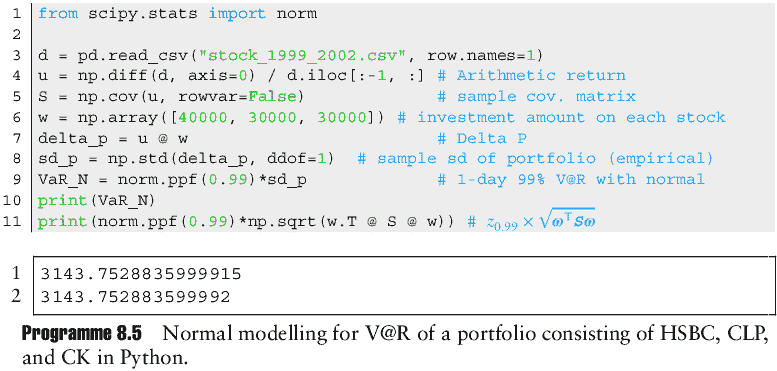 1 from scipy.stats import norm
2
3 d = pd.read_csv("stock_1999_2002.csv", row.names=1)
4 u = np.diff(d, axis=0) / d.iloc[:-1, :] # Arithmetic return
5 S = np.cov(u, rowvar=False) # sample cov. matrix
6 w = np.array([40000, 30000, 30000]) # investment amount on each stock
7 delta_p = u @ w # Delta P
8 sd_p = np.std(delta_p, ddof=1) # sample sd of portfolio (empirical)
9 VaR_N = norm.ppf(0.99)*sd_p # 1-day 99% V@R with normal
10 print(VaR_N)
11 print(norm.ppf(0.99)*np.sqrt(w.T @ S @ w)) # z₀.₉₉ × √ω⊤Sω
1 3143.7528835999915
2 3143.752883599992
Programme 8.5 Normal modelling for V@R of a portfolio consisting of HSBC, CLP,
and CK in Python.